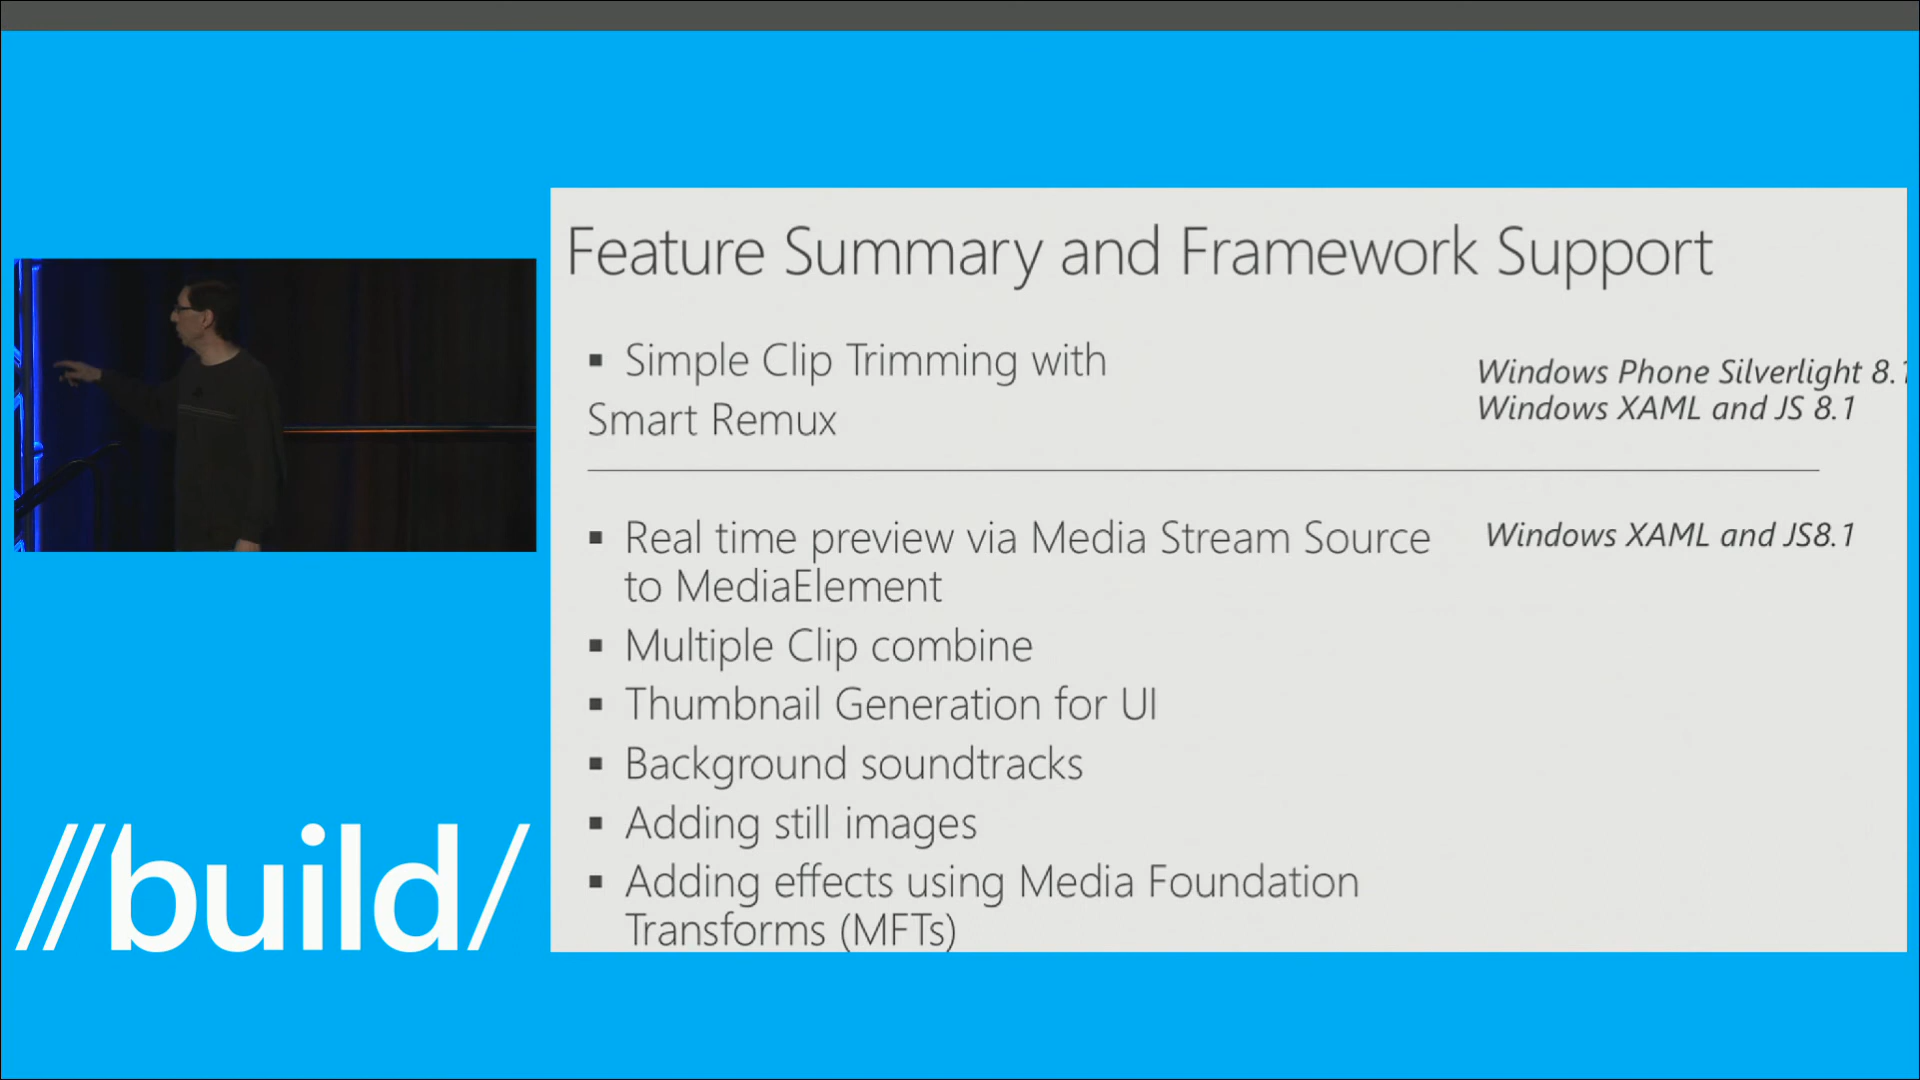 Feature Summary and Framework Support
▪ Simple Clip Trimming with
Smart Remux
Windows Phone Silverlight 8.1
Windows XAML and JS 8.1
▪ Real time preview via Media Stream Source
to MediaElement
Windows XAML and JS8.1
▪ Multiple Clip combine
▪ Thumbnail Generation for UI
▪ Background soundtracks
▪ Adding still images
▪ Adding effects using Media Foundation
Transforms (MFTs)
//build/